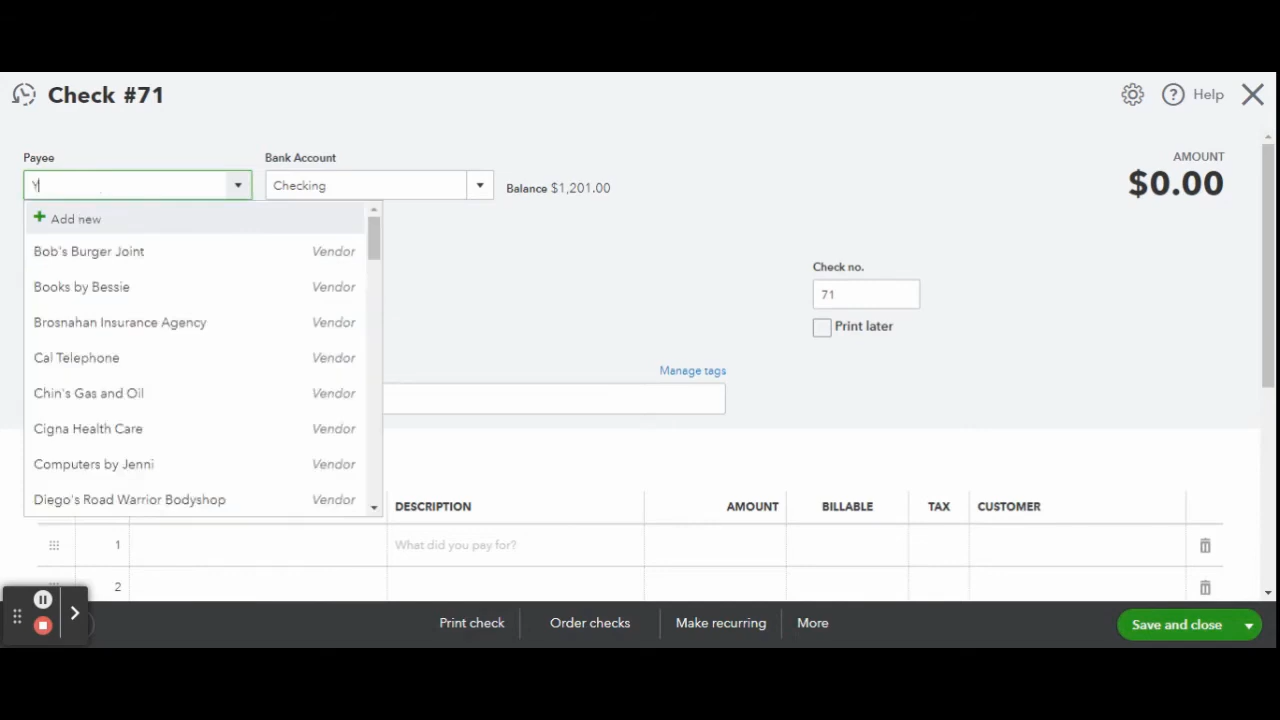 Check #71
Help
Payee
Bank Account
AMOUNT
Y
Checking
Balance $1,201.00
$0.00
Add new
Bob's Burger Joint Vendor
Books by Bessie Vendor
Brosnahan Insurance Agency Vendor
Cal Telephone Vendor
Chin's Gas and Oil Vendor
Cigna Health Care Vendor
Computers by Jenni Vendor
Diego's Road Warrior Bodyshop Vendor
Check no.
71
Print later
Manage tags
DESCRIPTION AMOUNT BILLABLE TAX CUSTOMER
1 What did you pay for?
2
Print check Order checks Make recurring More Save and close